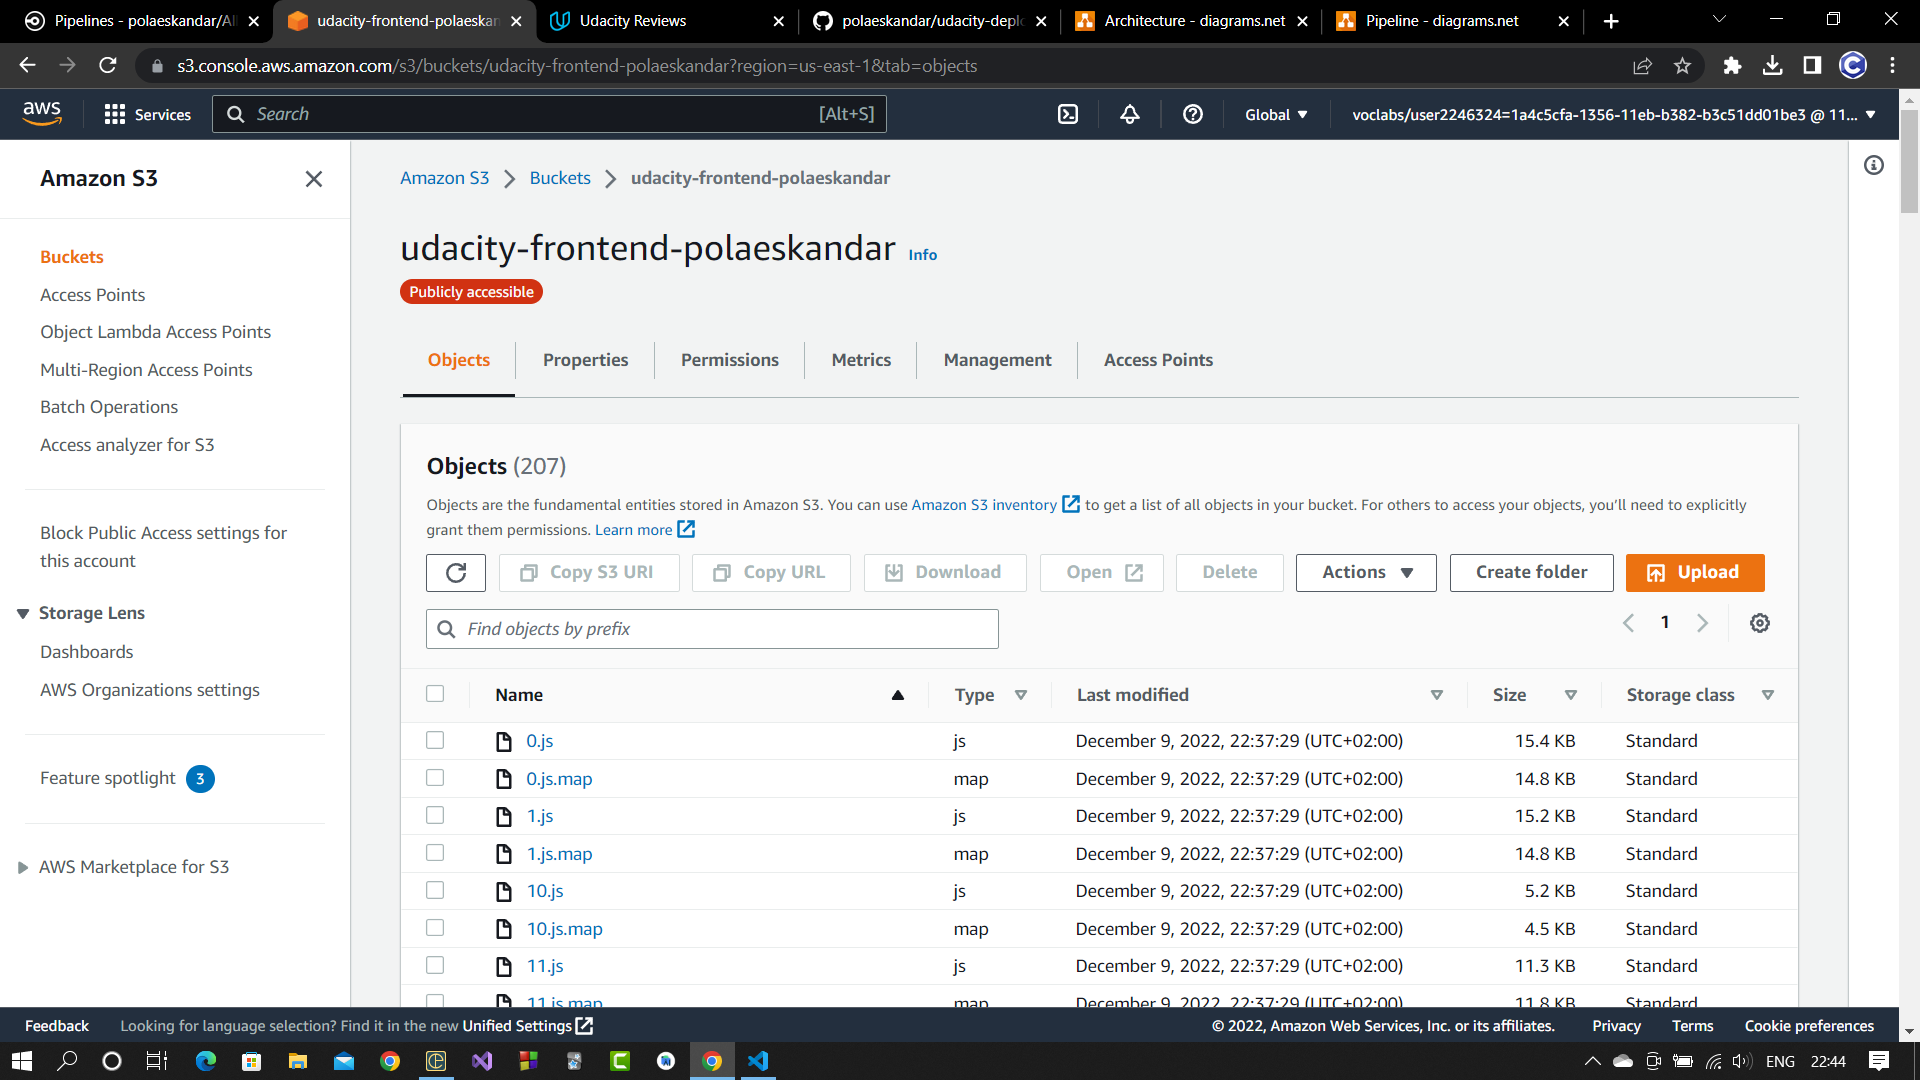 Pipelines - polaeskandar/Al
udacity-frontend-polaeskan
Udacity Reviews
polaeskandar/udacity-deplo
Architecture - diagrams.net
Pipeline - diagrams.net
s3.console.aws.amazon.com/s3/buckets/udacity-frontend-polaeskandar?region=us-east-1&tab=objects
aws
Services
Search
[Alt+S]
Global
voclabs/user2246324=1a4c5cfa-1356-11eb-b382-b3c51dd01be3 @ 11...
Amazon S3
Buckets
Access Points
Object Lambda Access Points
Multi-Region Access Points
Batch Operations
Access analyzer for S3
Block Public Access settings for
this account
Storage Lens
Dashboards
AWS Organizations settings
Feature spotlight 3
AWS Marketplace for S3
Amazon S3 Buckets udacity-frontend-polaeskandar
udacity-frontend-polaeskandar Info
Publicly accessible
Objects Properties Permissions Metrics Management Access Points
Objects (207)
Objects are the fundamental entities stored in Amazon S3. You can use Amazon S3 inventory to get a list of all objects in your bucket. For others to access your objects, you'll need to explicitly
grant them permissions. Learn more
Copy S3 URI Copy URL Download Open Delete Actions Create folder Upload
Find objects by prefix
1
Name Type Last modified Size Storage class
0.js js December 9, 2022, 22:37:29 (UTC+02:00) 15.4 KB Standard
0.js.map map December 9, 2022, 22:37:29 (UTC+02:00) 14.8 KB Standard
1.js js December 9, 2022, 22:37:29 (UTC+02:00) 15.2 KB Standard
1.js.map map December 9, 2022, 22:37:29 (UTC+02:00) 14.8 KB Standard
10.js js December 9, 2022, 22:37:29 (UTC+02:00) 5.2 KB Standard
10.js.map map December 9, 2022, 22:37:29 (UTC+02:00) 4.5 KB Standard
11.js js December 9, 2022, 22:37:29 (UTC+02:00) 11.3 KB Standard
11.js.map map December 9, 2022, 22:37:29 (UTC+02:00) 11.8 KB Standard
Feedback Looking for language selection? Find it in the new Unified Settings
© 2022, Amazon Web Services, Inc. or its affiliates. Privacy Terms Cookie preferences
ENG 22:44